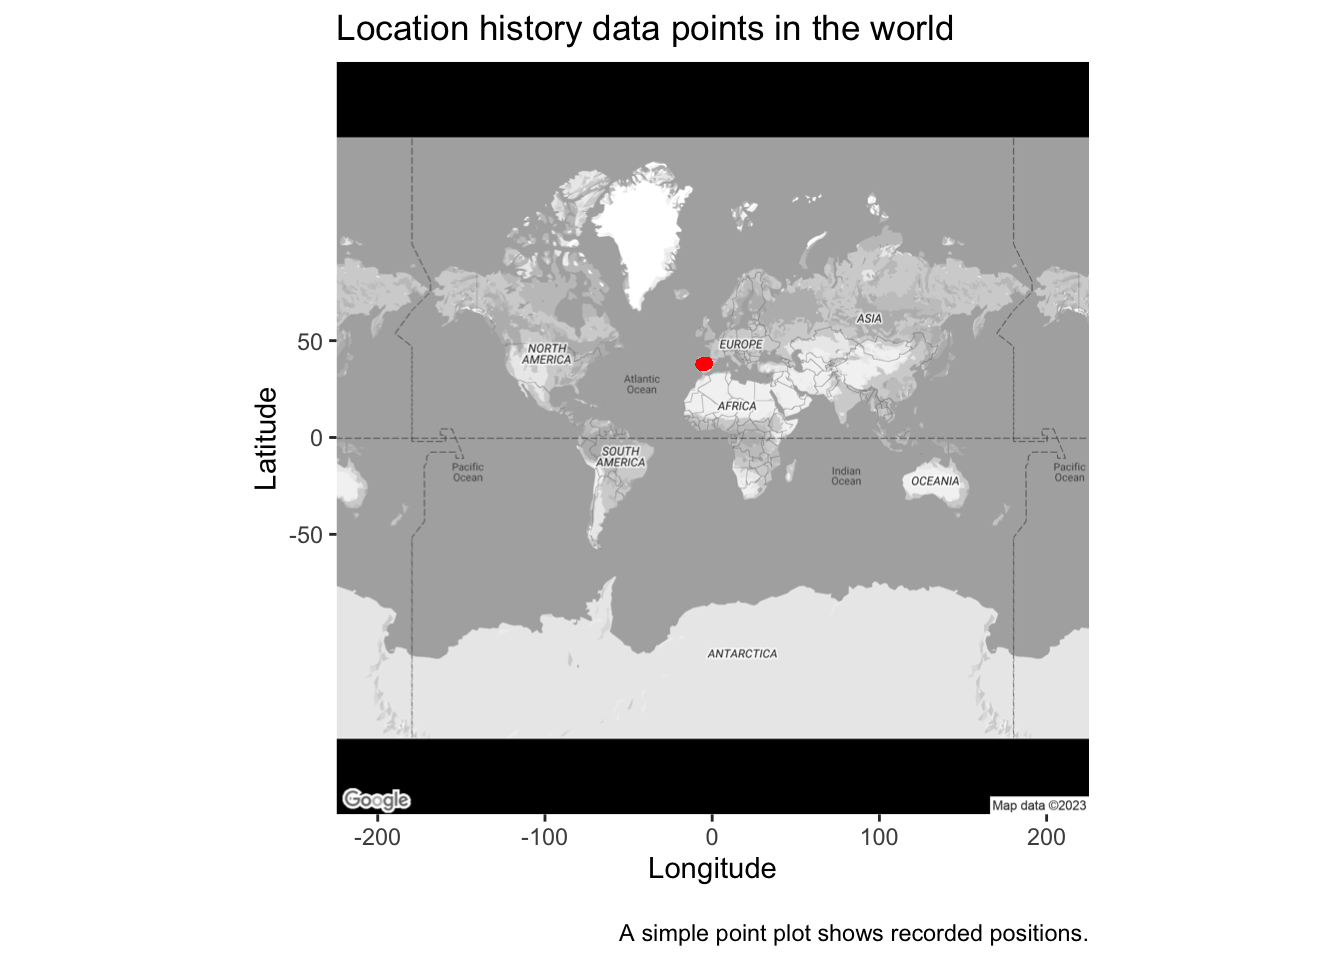 Location history data points in the world
ASIA
EUROPE
NORTH
AMERICA
Atlantic
Ocean
AFRICA
SOUTH
AMERICA
Pacific
Ocean
Indian
Ocean
OCEANIA
Pacific
Ocean
ANTARCTICA
Google
Map data ©2023
Latitude
50
0
-50
-200
-100
0
100
200
Longitude
A simple point plot shows recorded positions.